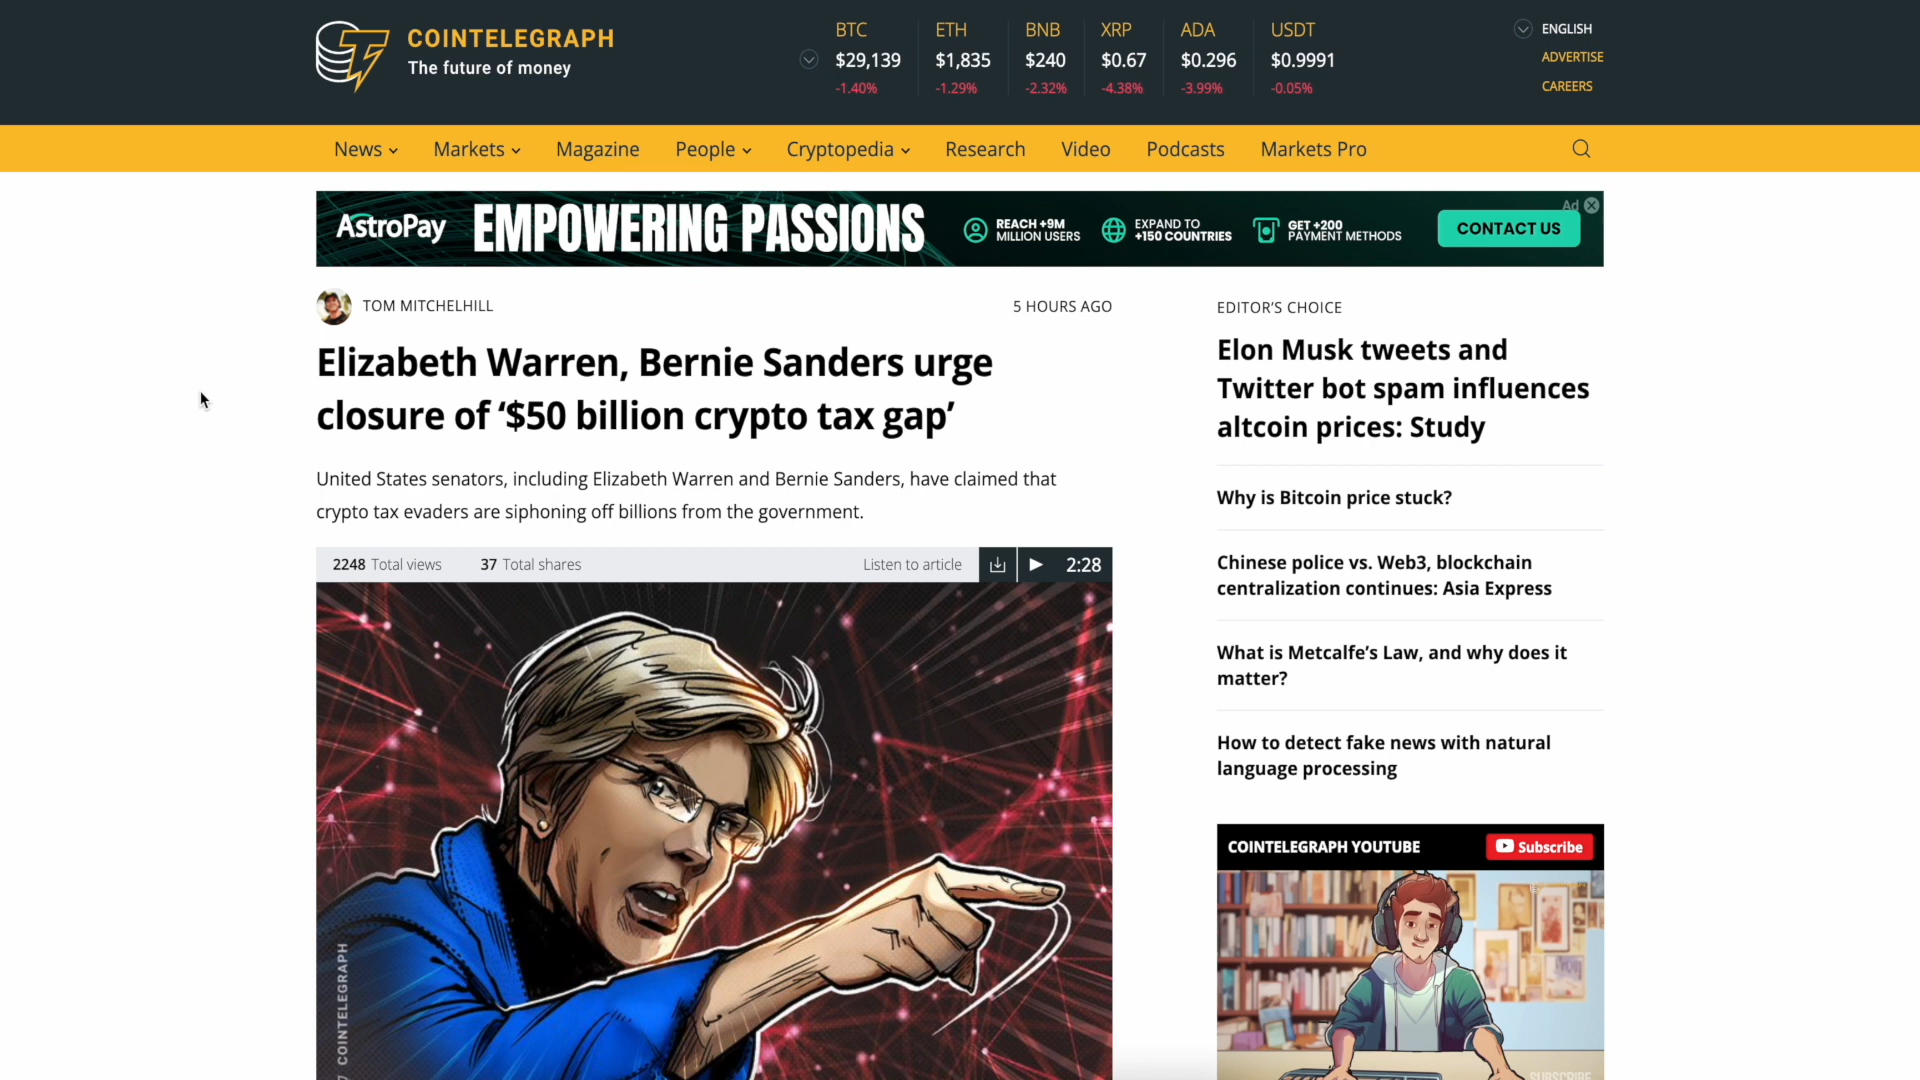 COINTELEGRAPH
The future of money
BTC
$29,139
-1.40%
ETH
$1,835
-1.29%
BNB
$240
-2.32%
XRP
$0.67
-4.38%
ADA
$0.296
-3.99%
USDT
$0.9991
-0.05%
ENGLISH
ADVERTISE
CAREERS
News
Markets
Magazine
People
Cryptopedia
Research
Video
Podcasts
Markets Pro
AstroPay
EMPOWERING PASSIONS
REACH +9M
MILLION USERS
EXPAND TO
+150 COUNTRIES
GET +200
PAYMENT METHODS
CONTACT US
Ad
TOM MITCHELHILL
5 HOURS AGO
Elizabeth Warren, Bernie Sanders urge
closure of ‘$50 billion crypto tax gap’
United States senators, including Elizabeth Warren and Bernie Sanders, have claimed that
crypto tax evaders are siphoning off billions from the government.
2248 Total views
37 Total shares
Listen to article
2:28
COINTELEGRAPH
EDITOR’S CHOICE
Elon Musk tweets and
Twitter bot spam influences
altcoin prices: Study
Why is Bitcoin price stuck?
Chinese police vs. Web3, blockchain
centralization continues: Asia Express
What is Metcalfe’s Law, and why does it
matter?
How to detect fake news with natural
language processing
COINTELEGRAPH YOUTUBE
Subscribe
SUBSCRIBE